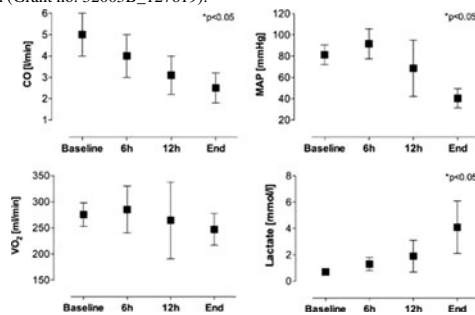 (Grant no. 32003B_127619).
*p<0.05
CO [l/min]
6
5
4
3
2
1
Baseline 6h 12h End
*p<0.05
MAP [mmHg]
120
100
80
60
40
20
0
Baseline 6h 12h End
VO₂ [ml/min]
350
300
250
200
150
Baseline 6h 12h End
*p<0.05
Lactate [mmol/l]
8
6
4
2
0
Baseline 6h 12h End